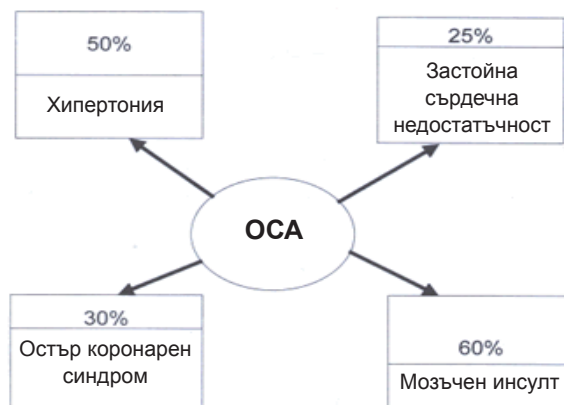 50%
Хипертония
25%
Застойна
сърдечна
недостатъчност
ОСА
30%
Остър коронарен
синдром
60%
Мозъчен инсулт